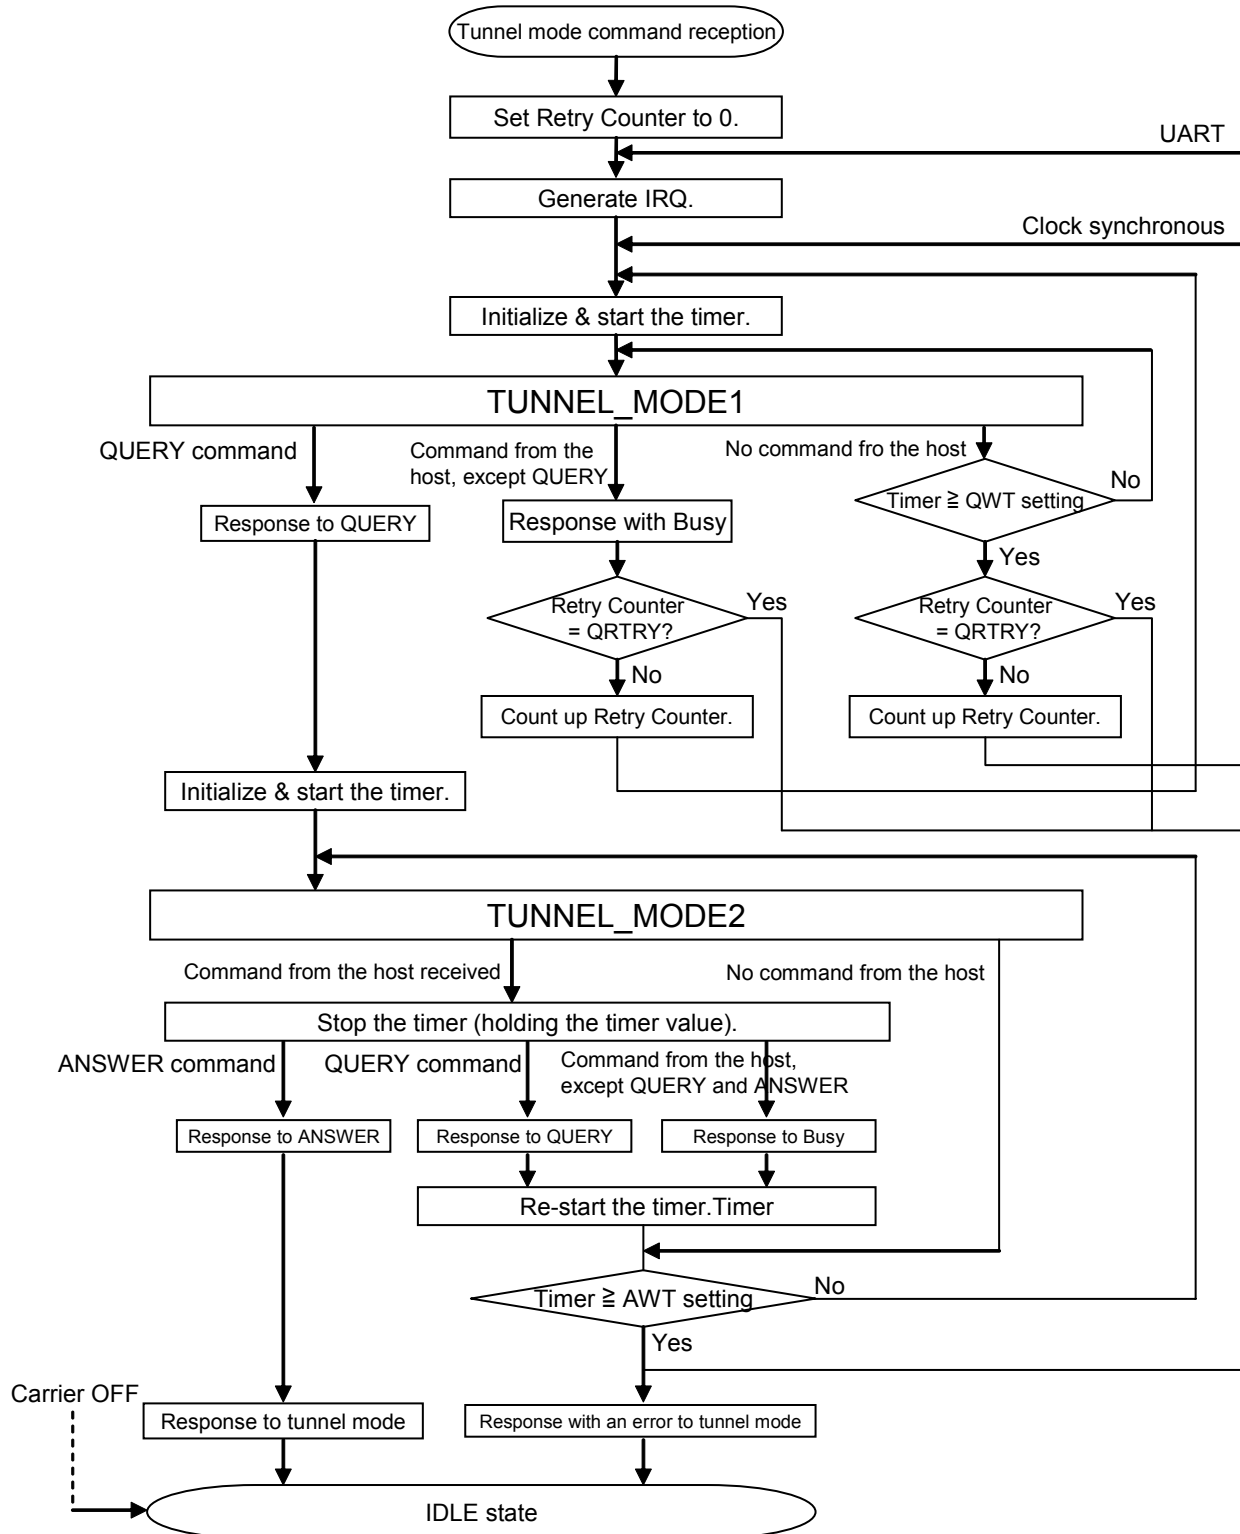 Tunnel mode command reception
Set Retry Counter to 0.
UART
Generate IRQ.
Clock synchronous
Initialize & start the timer.
TUNNEL_MODE1
QUERY command
Command from the
host, except QUERY
No command fro the host
No
Timer ≧ QWT setting
Response to QUERY
Response with Busy
Yes
Retry Counter
= QRTRY?
Yes
Retry Counter
= QRTRY?
Yes
No
No
Count up Retry Counter.
Count up Retry Counter.
Initialize & start the timer.
TUNNEL_MODE2
Command from the host received
No command from the host
Stop the timer (holding the timer value).
ANSWER command
QUERY command
Command from the host,
except QUERY and ANSWER
Response to ANSWER
Response to QUERY
Response to Busy
Re-start the timer.Timer
Timer ≧ AWT setting
No
Yes
Carrier OFF
Response to tunnel mode
Response with an error to tunnel mode
IDLE state